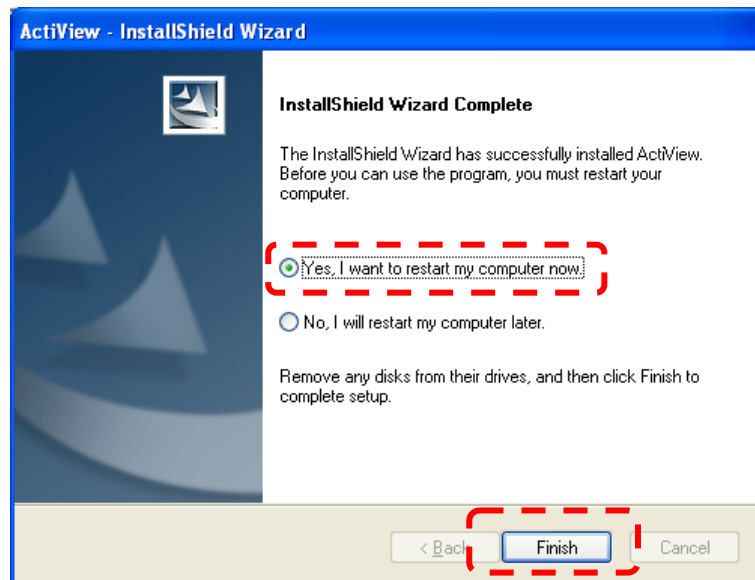 ActiView - InstallShield Wizard
InstallShield Wizard Complete
The InstallShield Wizard has successfully installed ActiView.
Before you can use the program, you must restart your
computer.
Yes, I want to restart my computer now.
No, I will restart my computer later.
Remove any disks from their drives, and then click Finish to
complete setup.
< Back Finish Cancel